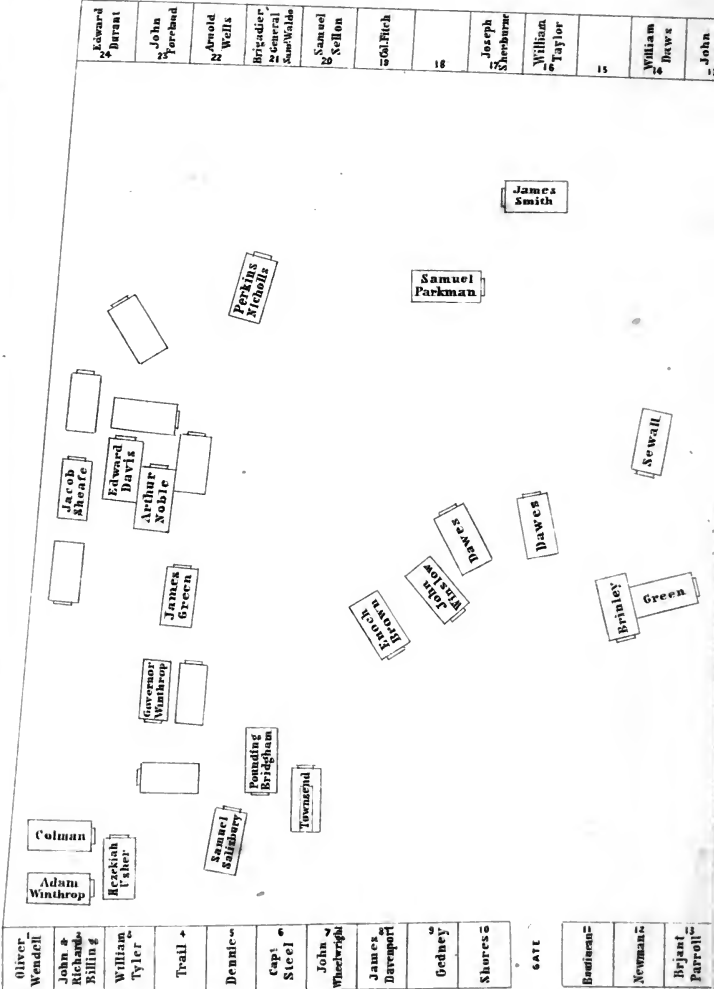 Edward
Durant
24
John
Foreland
23
Arnold
Wells
22
Brigadier
General
21 Saml Waldo
Samuel
Sellon
20
Col. Fitch
19
18
Joseph
Sherburne
17
William
Taylor
16
15
William
Daws
14
John
James
Smith
Samuel
Parkman
Perkins
Nicholls
Sewall
Edward
Davis
Arthur
Noble
Jacob
Sheafe
Dawes
Dawes
John
Winslow
Enoch
Brown
James
Green
Brinley
Green
Governor
Winthrop
Pounding
Bridgham
Townsend
Samuel
Salisbury
Colman
Adam
Winthrop
Hezekiah
Usher
Oliver
Wendell
John &
Richard
Billing
William
Tyler
Trail 4
Dennie 5
6
Capt
Steel
7
John
Wheelwright
8
James
Davenport
9
Gedney
10
Shores
GATE
11
12
Newman
13
Brjant
Parroll